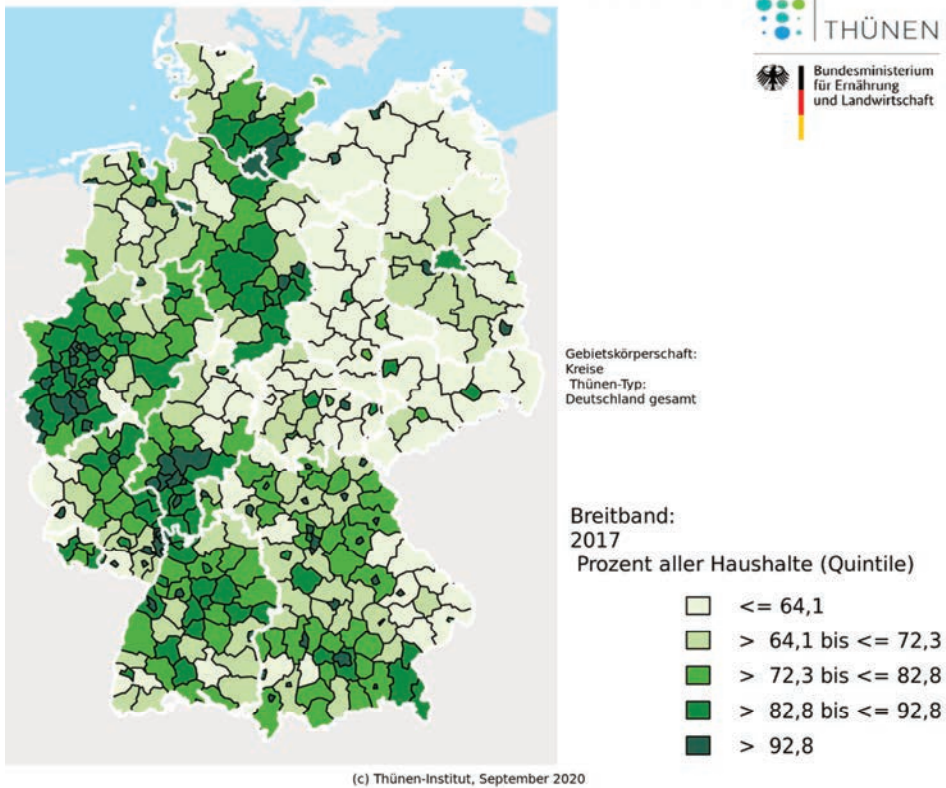 THÜNEN
Bundesministerium
für Ernährung
und Landwirtschaft
Gebietskörperschaft:
Kreise
Thünen-Typ:
Deutschland gesamt
Breitband:
2017
Prozent aller Haushalte (Quintile)
<= 64,1
> 64,1 bis <= 72,3
> 72,3 bis <= 82,8
> 82,8 bis <= 92,8
> 92,8
(c) Thünen-Institut, September 2020